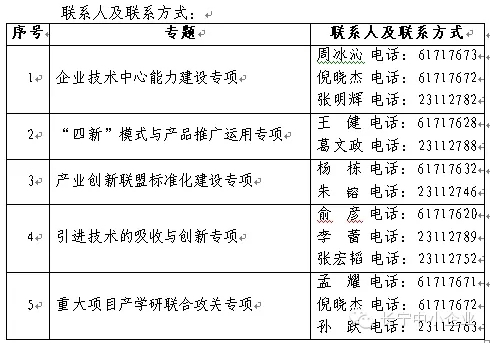 联系人及联系方式：
序号 专题 联系人及联系方式
1 企业技术中心能力建设专项
周冰沁 电话：61717673
倪晓杰 电话：61717672
张明辉 电话：23112782
2 “四新”模式与产品推广运用专项
王 健 电话：61717628
葛文政 电话：23112788
3 产业创新联盟标准化建设专项
杨 栋 电话：61717632
朱 镕 电话：23112746
4 引进技术的吸收与创新专项
俞 彦 电话：61717620
李 蕾 电话：23112789
张宏韬 电话：23112752
5 重大项目产学研联合攻关专项
孟 耀 电话：61717671
倪晓杰 电话：61717672
孙 跃 电话：23112763
长宁中小企业